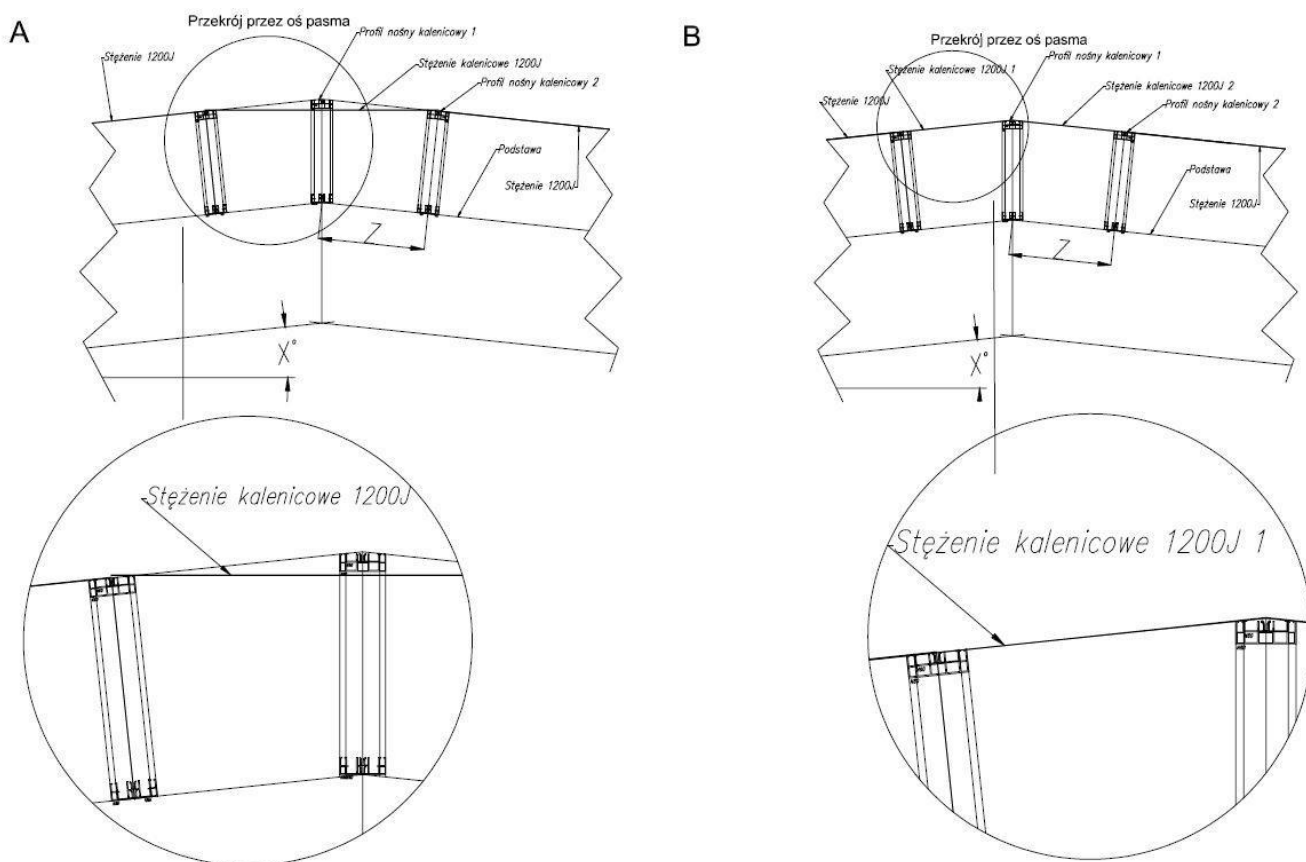 A
Przekrój przez oś pasma
Stężenie 1200J
Profil nośny kalenicowy 1
Stężenie kalenicowe 1200J
Profil nośny kalenicowy 2
Podstawa
Stężenie 1200J
Z
X°
Stężenie kalenicowe 1200J
B
Przekrój przez oś pasma
Profil nośny kalenicowy 1
Stężenie kalenicowe 1200J 1
Stężenie kalenicowe 1200J 2
Stężenie 1200J
Profil nośny kalenicowy 2
Podstawa
Stężenie 1200J
Z
X°
Stężenie kalenicowe 1200J 1